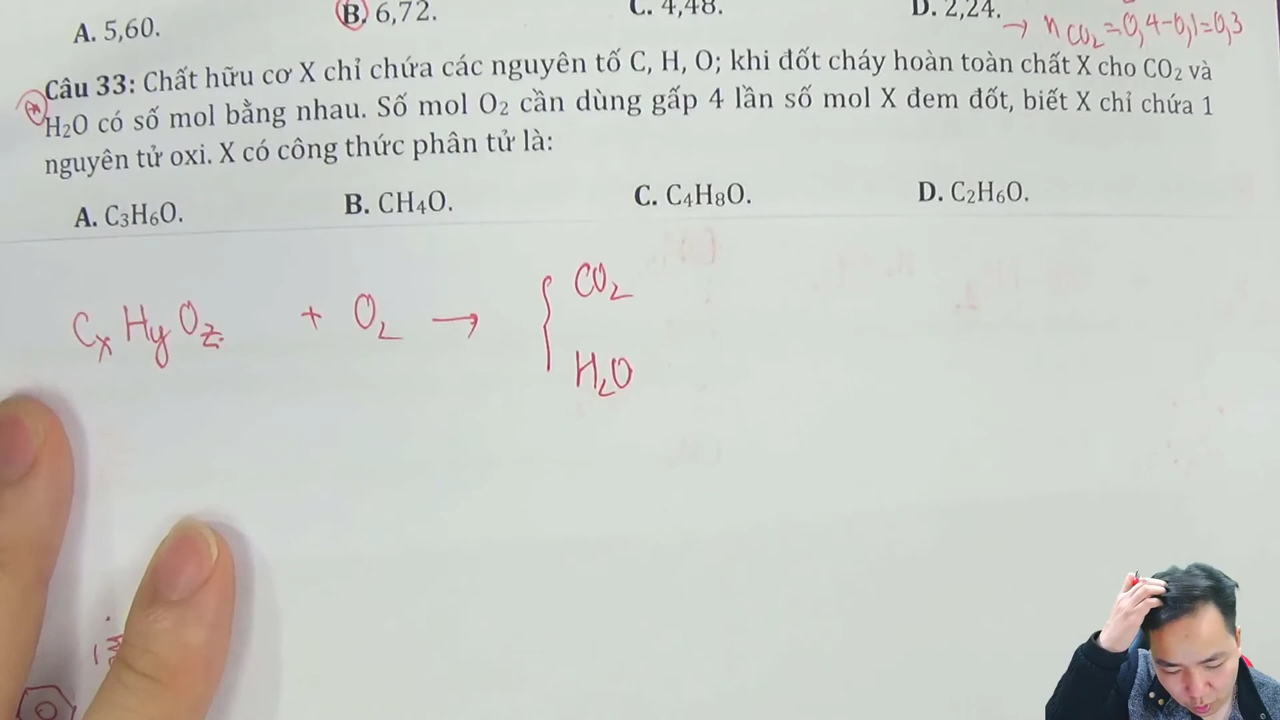 A. 5,60. B. 6,72. C. 4,48. D. 2,24.
→ nCO₂ = 0,4 - 0,1 = 0,3
Câu 33: Chất hữu cơ X chỉ chứa các nguyên tố C, H, O; khi đốt cháy hoàn toàn chất X cho CO₂ và
H₂O có số mol bằng nhau. Số mol O₂ cần dùng gấp 4 lần số mol X đem đốt, biết X chỉ chứa 1
nguyên tử oxi. X có công thức phân tử là:
A. C₃H₆O. B. CH₄O. C. C₄H₈O. D. C₂H₆O.
CxHyOz + O₂ → { CO₂
H₂O